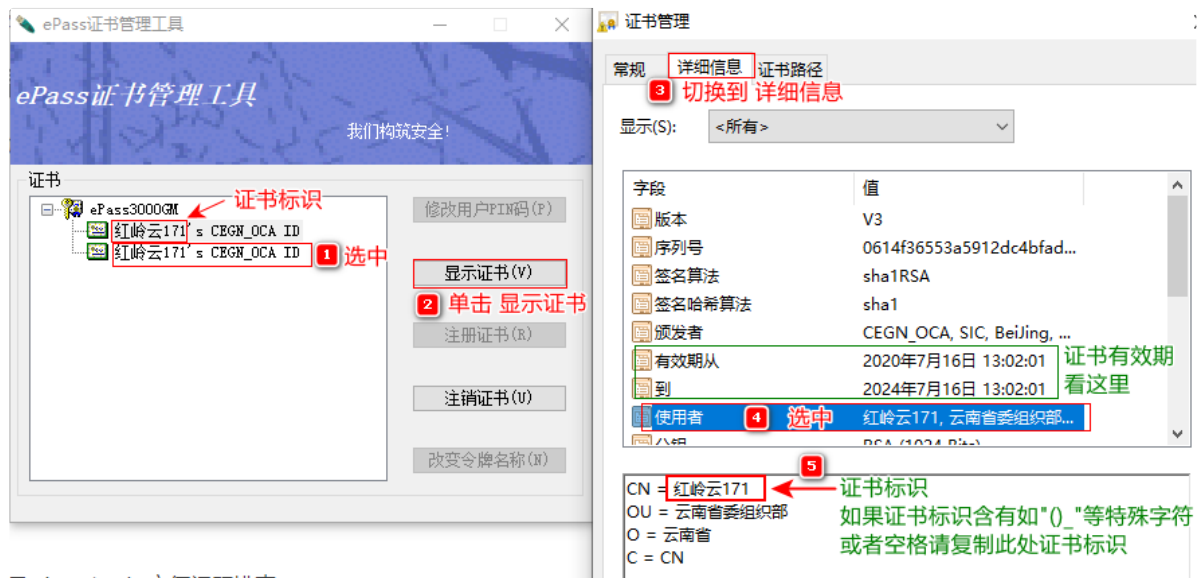 ePass证书管理工具
ePass证书管理工具
我们构筑安全!
证书
ePass3000GM
证书标识
红岭云171's CEGN_OCA ID
红岭云171's CEGN_OCA ID
1 选中
修改用户PIN码(P)
显示证书(V)
2 单击 显示证书
注册证书(R)
注销证书(U)
改变令牌名称(N)
证书管理
常规 详细信息 证书路径
3 切换到 详细信息
显示(S): <所有>
字段 值
版本 V3
序列号 0614f36553a5912dc4bfad...
签名算法 sha1RSA
签名哈希算法 sha1
颁发者 CEGN_OCA, SIC, BeiJing, ...
有效期从 2020年7月16日 13:02:01
到 2024年7月16日 13:02:01
证书有效期
看这里
使用者 4 选中 红岭云171, 云南省委组织部...
5
CN = 红岭云171
OU = 云南省委组织部
O = 云南省
C = CN
证书标识
如果证书标识含有如"()_"等特殊字符
或者空格请复制此处证书标识